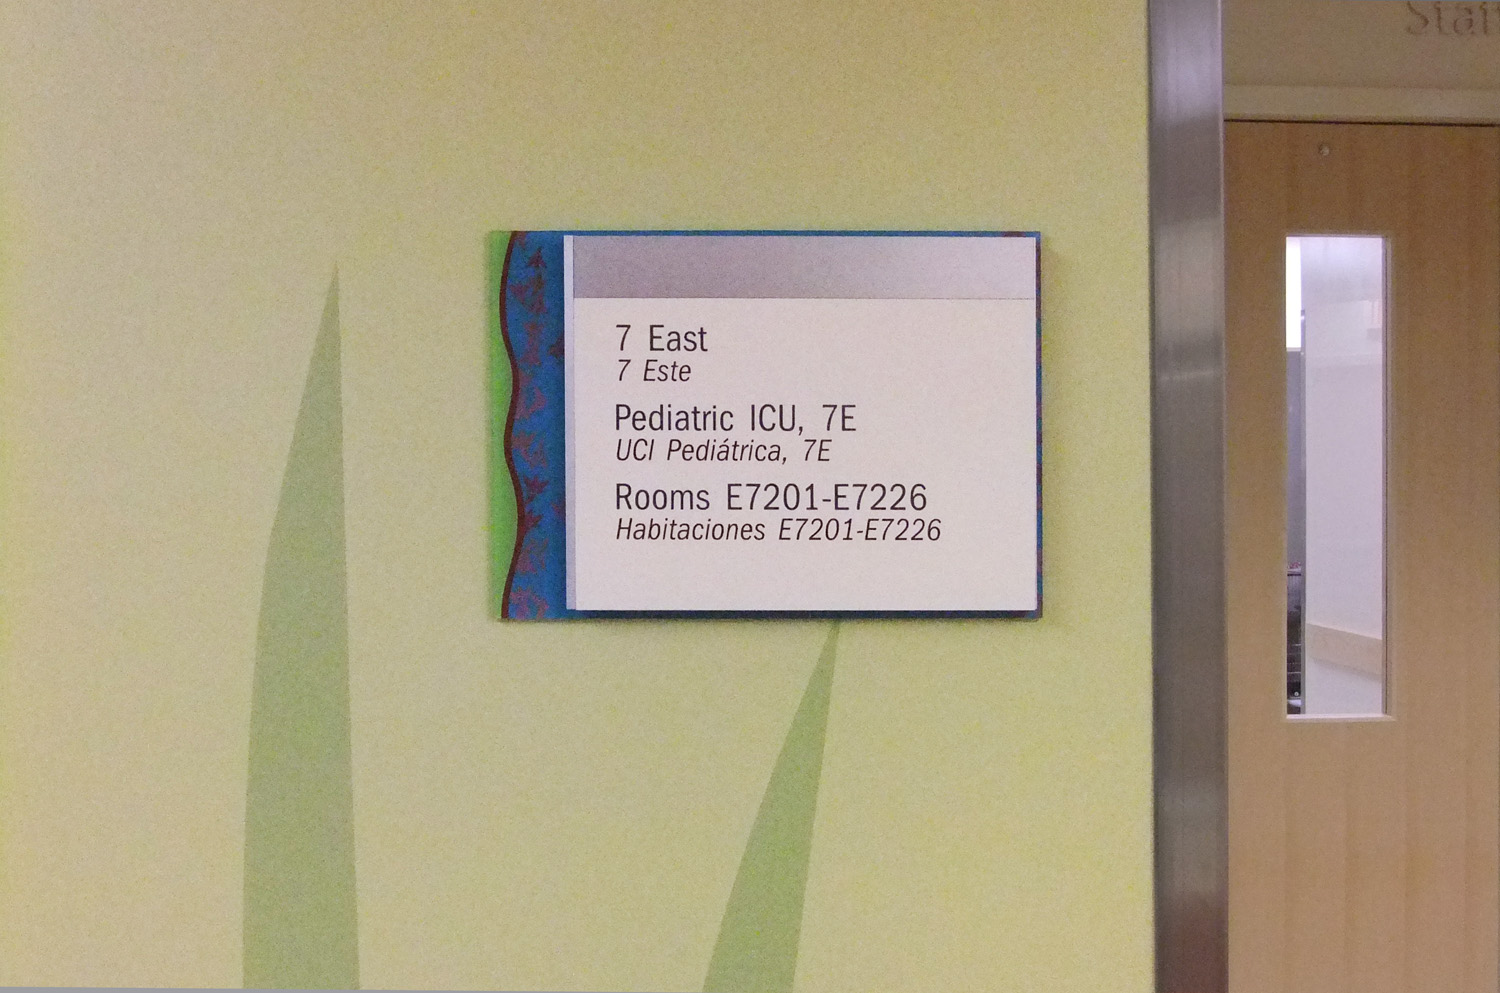 7 East
7 Este
Pediatric ICU, 7E
UCI Pediátrica, 7E
Rooms E7201-E7226
Habitaciones E7201-E7226